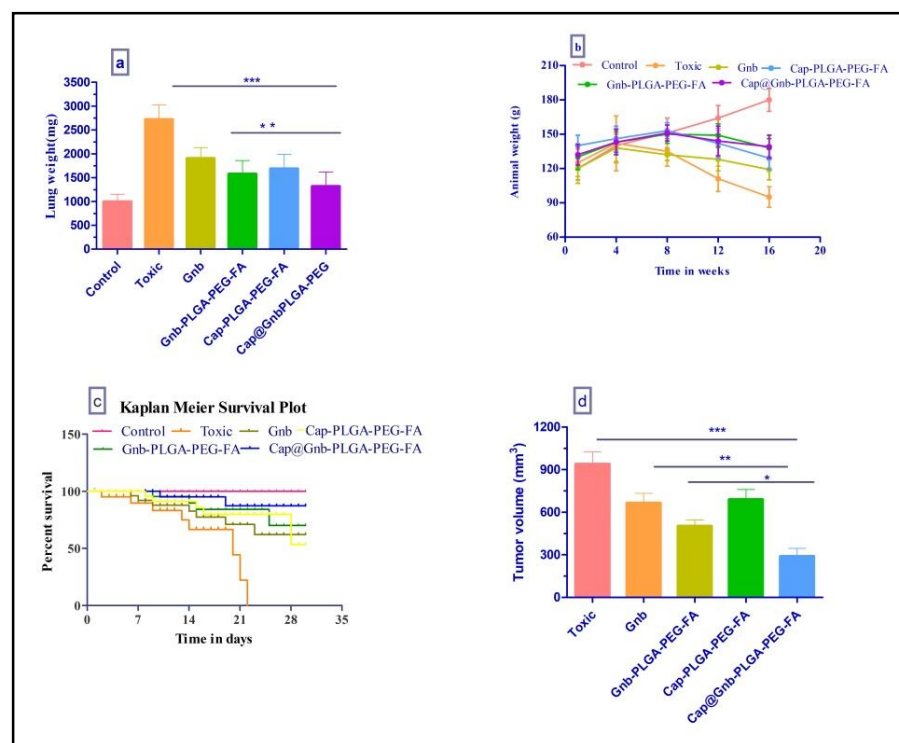 a
***
* *
Lung weight(mg)
3500
3000
2500
2000
1500
1000
500
0
Control
Toxic
Gnb
Gnb-PLGA-PEG-FA
Cap-PLGA-PEG-FA
Cap@GnbPLGA-PEG
b
Control Toxic Gnb Cap-PLGA-PEG-FA
Gnb-PLGA-PEG-FA Cap@Gnb-PLGA-PEG-FA
Animal weight (g)
210
180
150
120
90
60
0 4 8 12 16 20
Time in weeks
c Kaplan Meier Survival Plot
Control Toxic Gnb Cap-PLGA-PEG-FA
Gnb-PLGA-PEG-FA Cap@Gnb-PLGA-PEG-FA
Percent survival
150
100
50
0
0 7 14 21 28 35
Time in days
d
***
**
*
Tumor volume (mm³)
1200
900
600
300
0
Toxic
Gnb
Gnb-PLGA-PEG-FA
Cap-PLGA-PEG-FA
Cap@Gnb-PLGA-PEG-FA